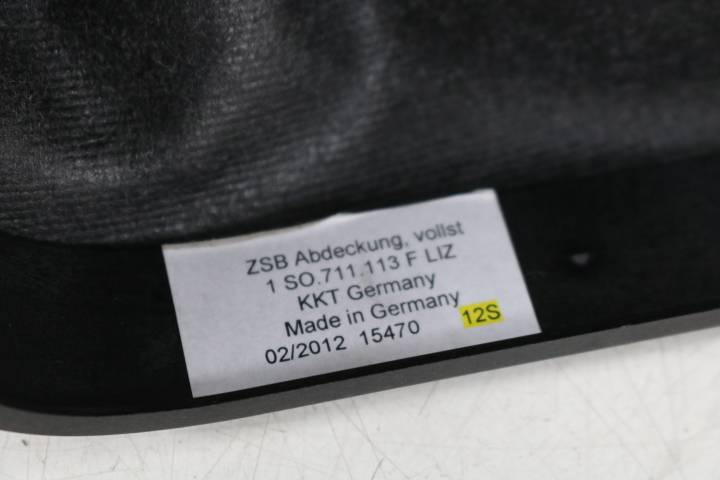 ZSB Abdeckung, vollst
1 SO.711.113 F LIZ
KKT Germany
Made in Germany
02/2012 15470 12S